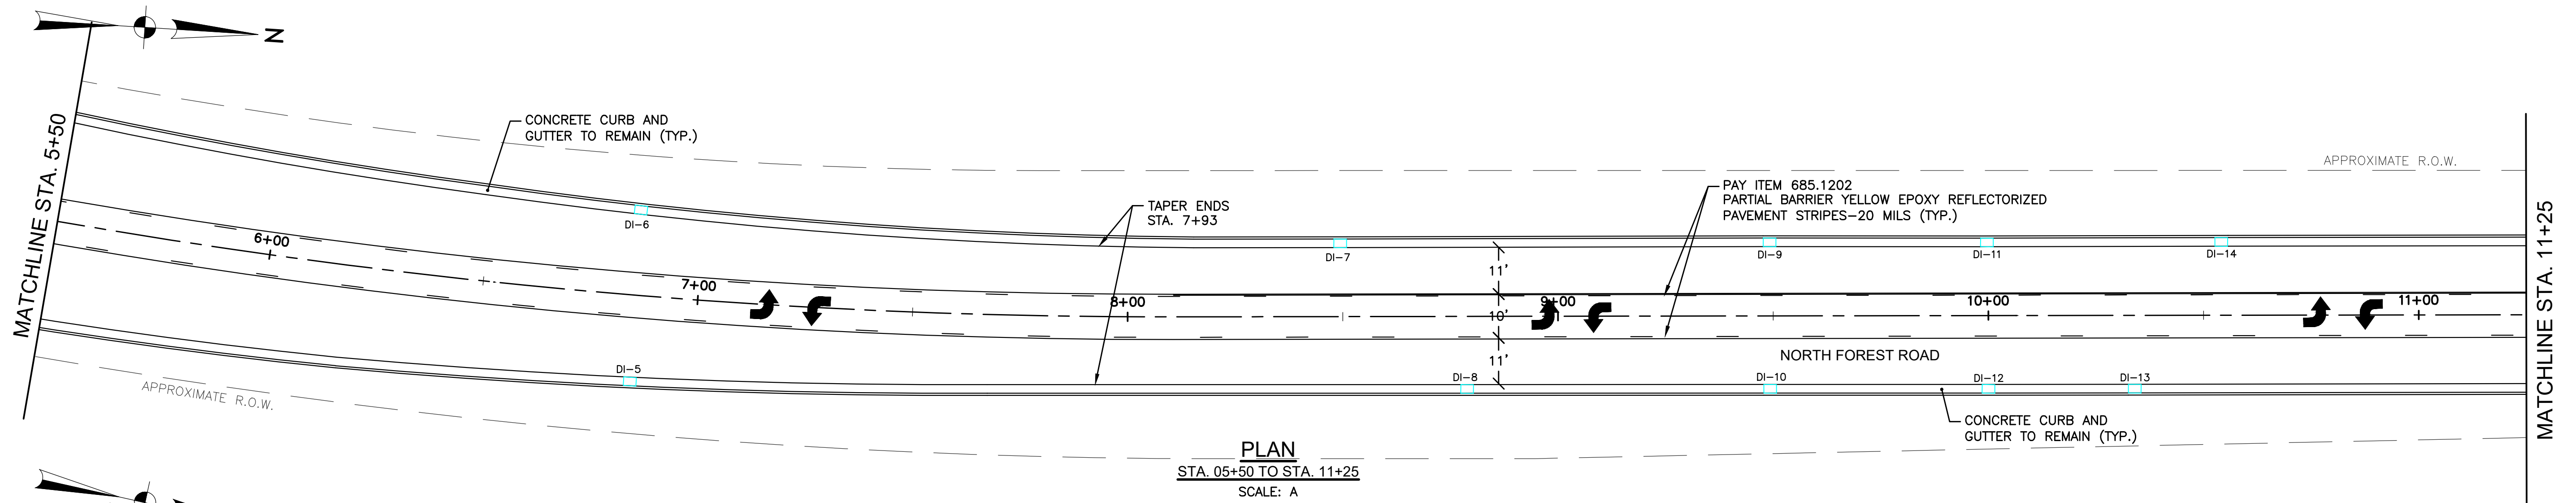 N
MATCHLINE STA. 5+50
CONCRETE CURB AND
GUTTER TO REMAIN (TYP.)
APPROXIMATE R.O.W.
PAY ITEM 685.1202
PARTIAL BARRIER YELLOW EPOXY REFLECTORIZED
PAVEMENT STRIPES-20 MILS (TYP.)
TAPER ENDS
STA. 7+93
DI-6
DI-7
DI-9
DI-11
DI-14
6+00
7+00
8+00
9+00
10+00
11+00
11'
10'
11'
NORTH FOREST ROAD
DI-5
DI-8
DI-10
DI-12
DI-13
APPROXIMATE R.O.W.
CONCRETE CURB AND
GUTTER TO REMAIN (TYP.)
MATCHLINE STA. 11+25
PLAN
STA. 05+50 TO STA. 11+25
SCALE: A